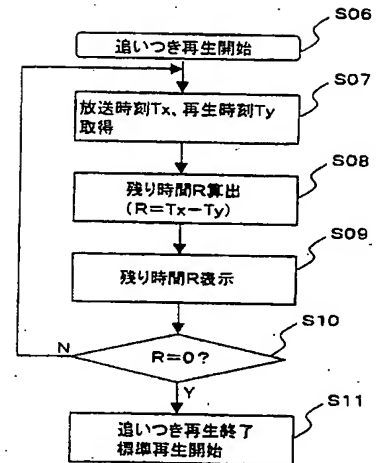 S06
追いつき再生開始
S07
放送時刻Tx、再生時刻Ty
取得
S08
残り時間R算出
(R=Tx-Ty)
S09
残り時間R表示
S10
R=0?
N
Y
S11
追いつき再生終了
標準再生開始